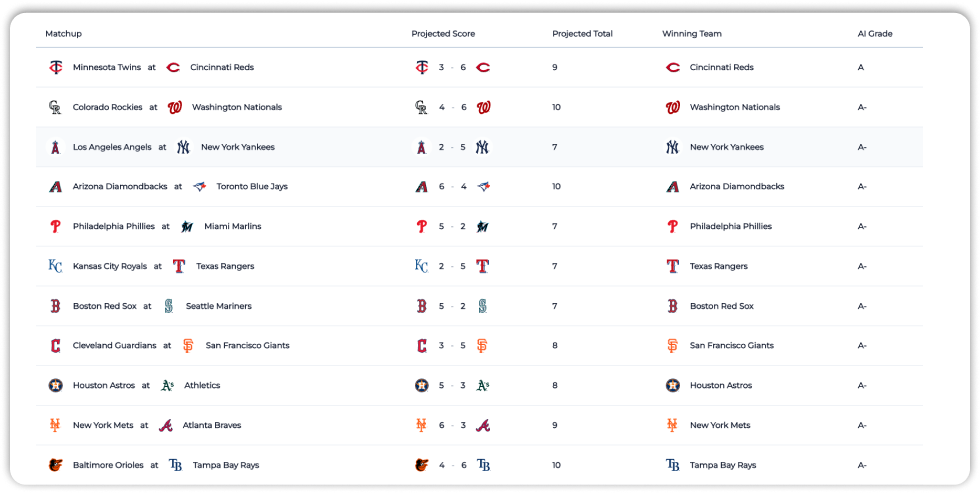 Matchup Projected Score Projected Total Winning Team AI Grade
Minnesota Twins at Cincinnati Reds 3 - 6 9 Cincinnati Reds A
Colorado Rockies at Washington Nationals 4 - 6 10 Washington Nationals A-
Los Angeles Angels at New York Yankees 2 - 5 7 New York Yankees A-
Arizona Diamondbacks at Toronto Blue Jays 6 - 4 10 Arizona Diamondbacks A-
Philadelphia Phillies at Miami Marlins 5 - 2 7 Philadelphia Phillies A-
Kansas City Royals at Texas Rangers 2 - 5 7 Texas Rangers A-
Boston Red Sox at Seattle Mariners 5 - 2 7 Boston Red Sox A-
Cleveland Guardians at San Francisco Giants 3 - 5 8 San Francisco Giants A-
Houston Astros at Athletics 5 - 3 8 Houston Astros A-
New York Mets at Atlanta Braves 6 - 3 9 New York Mets A-
Baltimore Orioles at Tampa Bay Rays 4 - 6 10 Tampa Bay Rays A-